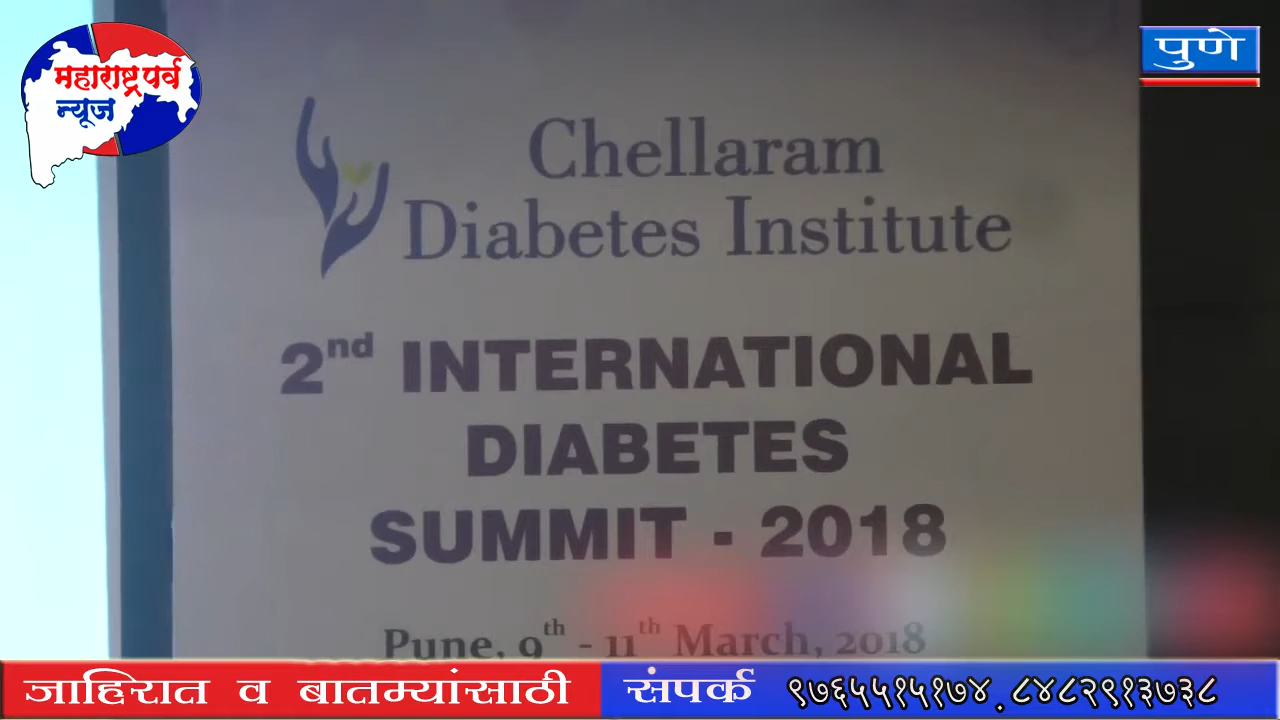 महाराष्ट्र पर्व
न्यूज
पुणे
Chellaram
Diabetes Institute
2nd INTERNATIONAL
DIABETES
SUMMIT - 2018
Pune, 9th - 11th March, 2018
जाहिरात व बातम्यांसाठी संपर्क ९७६५५१५१७४.८४८२९१३७३८